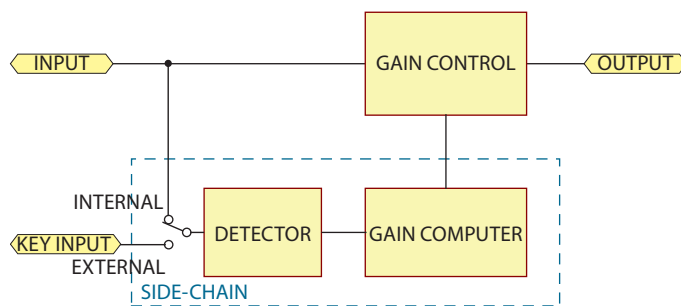 INPUT
GAIN CONTROL
OUTPUT
INTERNAL
KEY INPUT
EXTERNAL
DETECTOR
GAIN COMPUTER
SIDE-CHAIN